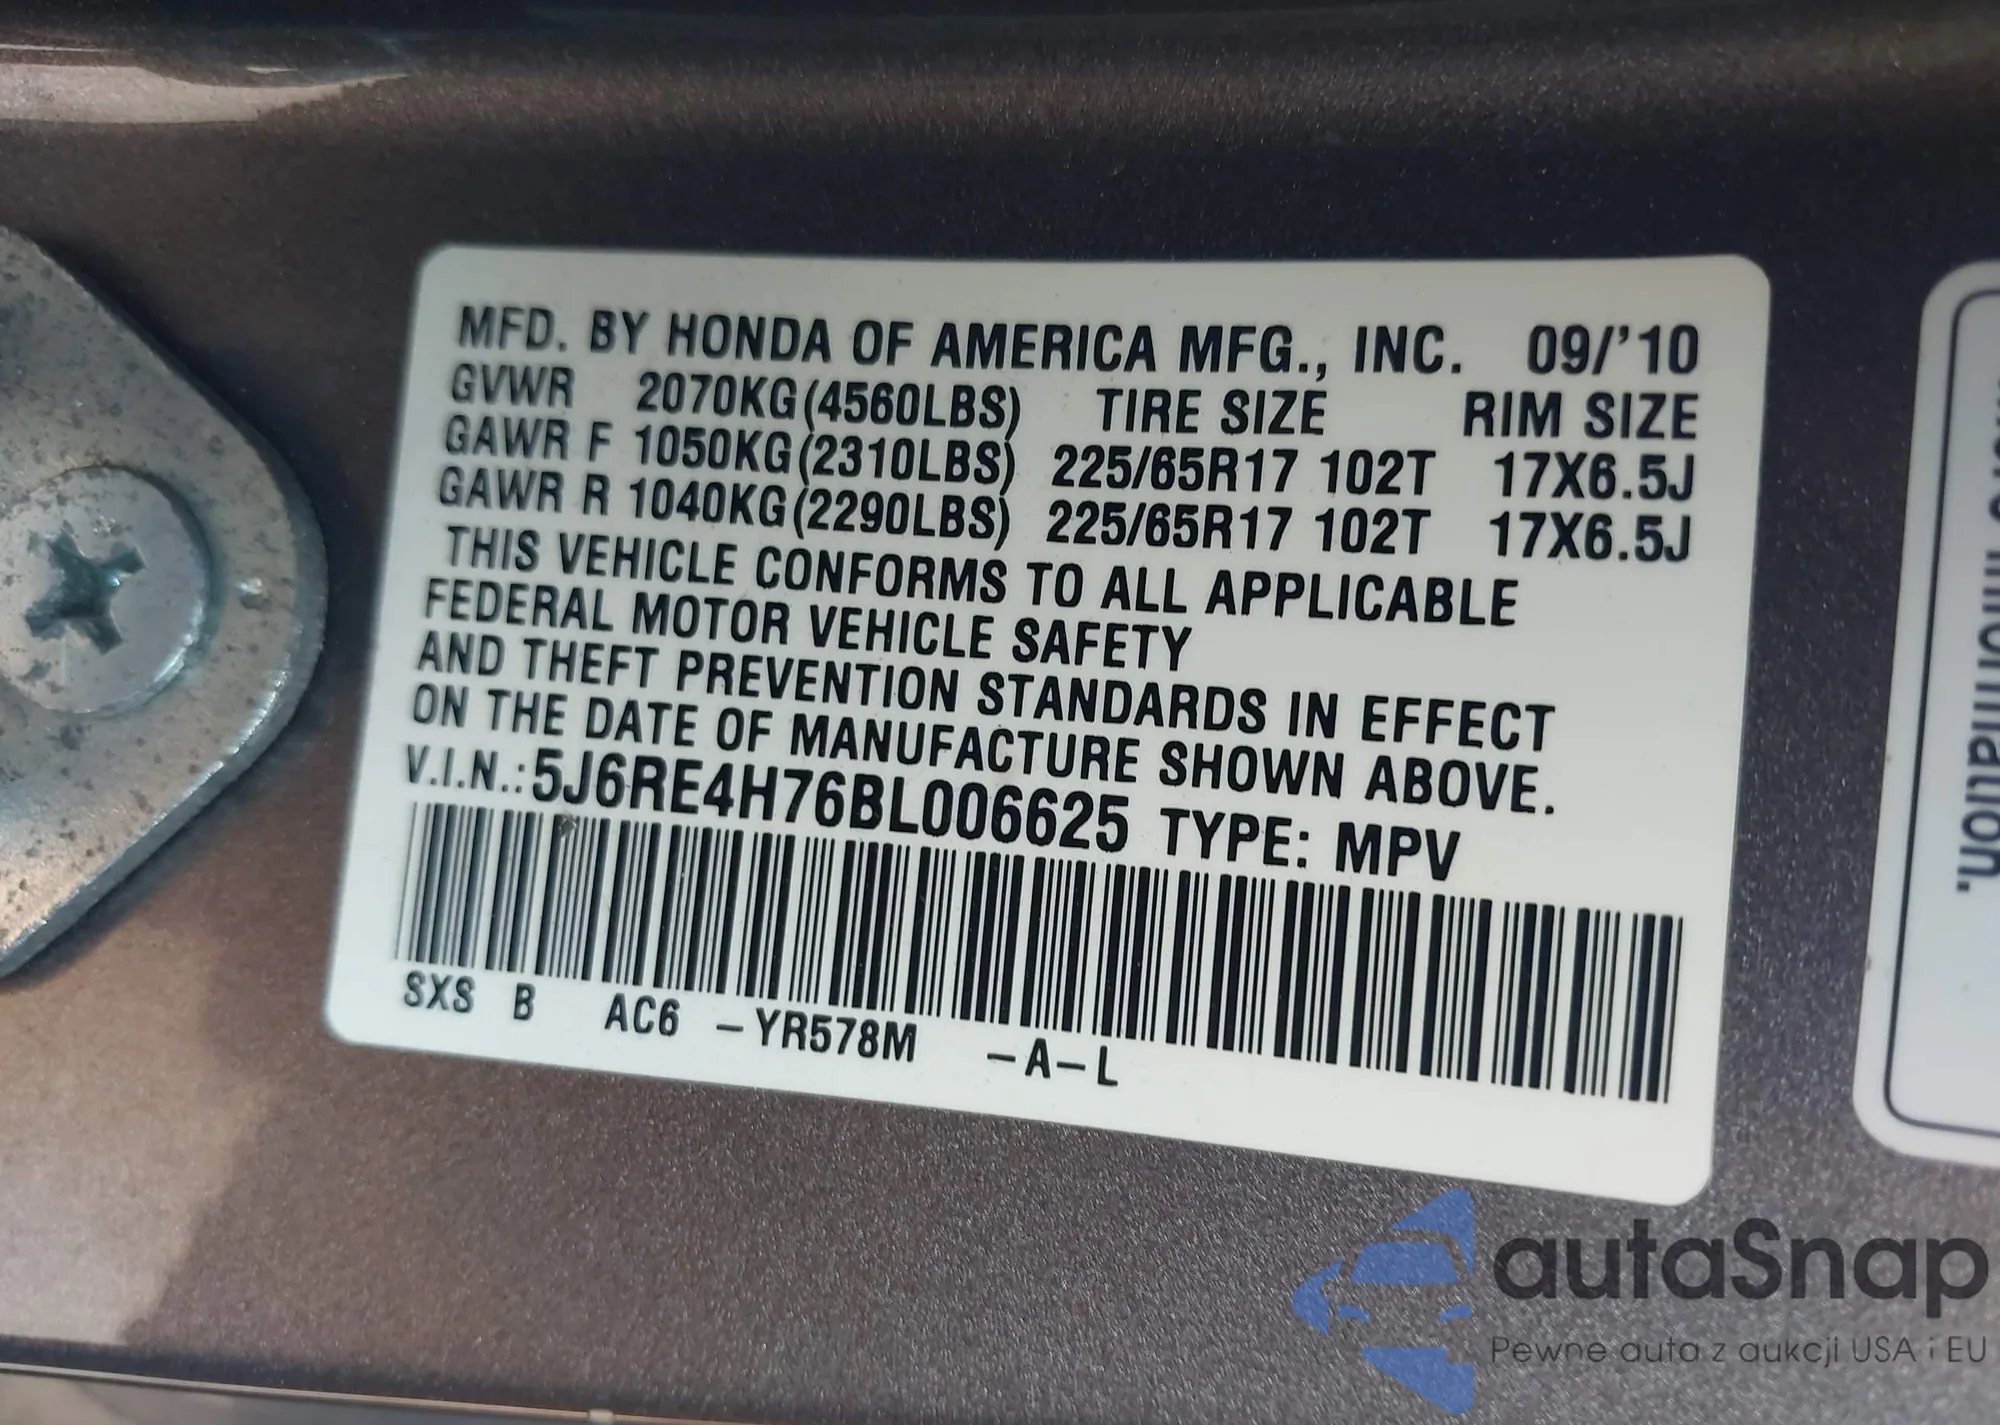 MFD. BY HONDA OF AMERICA MFG., INC. 09/'10
GVWR 2070KG(4560LBS) TIRE SIZE RIM SIZE
GAWR F 1050KG(2310LBS) 225/65R17 102T 17X6.5J
GAWR R 1040KG(2290LBS) 225/65R17 102T 17X6.5J
THIS VEHICLE CONFORMS TO ALL APPLICABLE
FEDERAL MOTOR VEHICLE SAFETY
AND THEFT PREVENTION STANDARDS IN EFFECT
ON THE DATE OF MANUFACTURE SHOWN ABOVE.
V.I.N.: 5J6RE4H76BL006625 TYPE: MPV
SXS B AC6 -YR578M -A-L
information.
autaSnap
Pewne auta z aukcji USA i EU